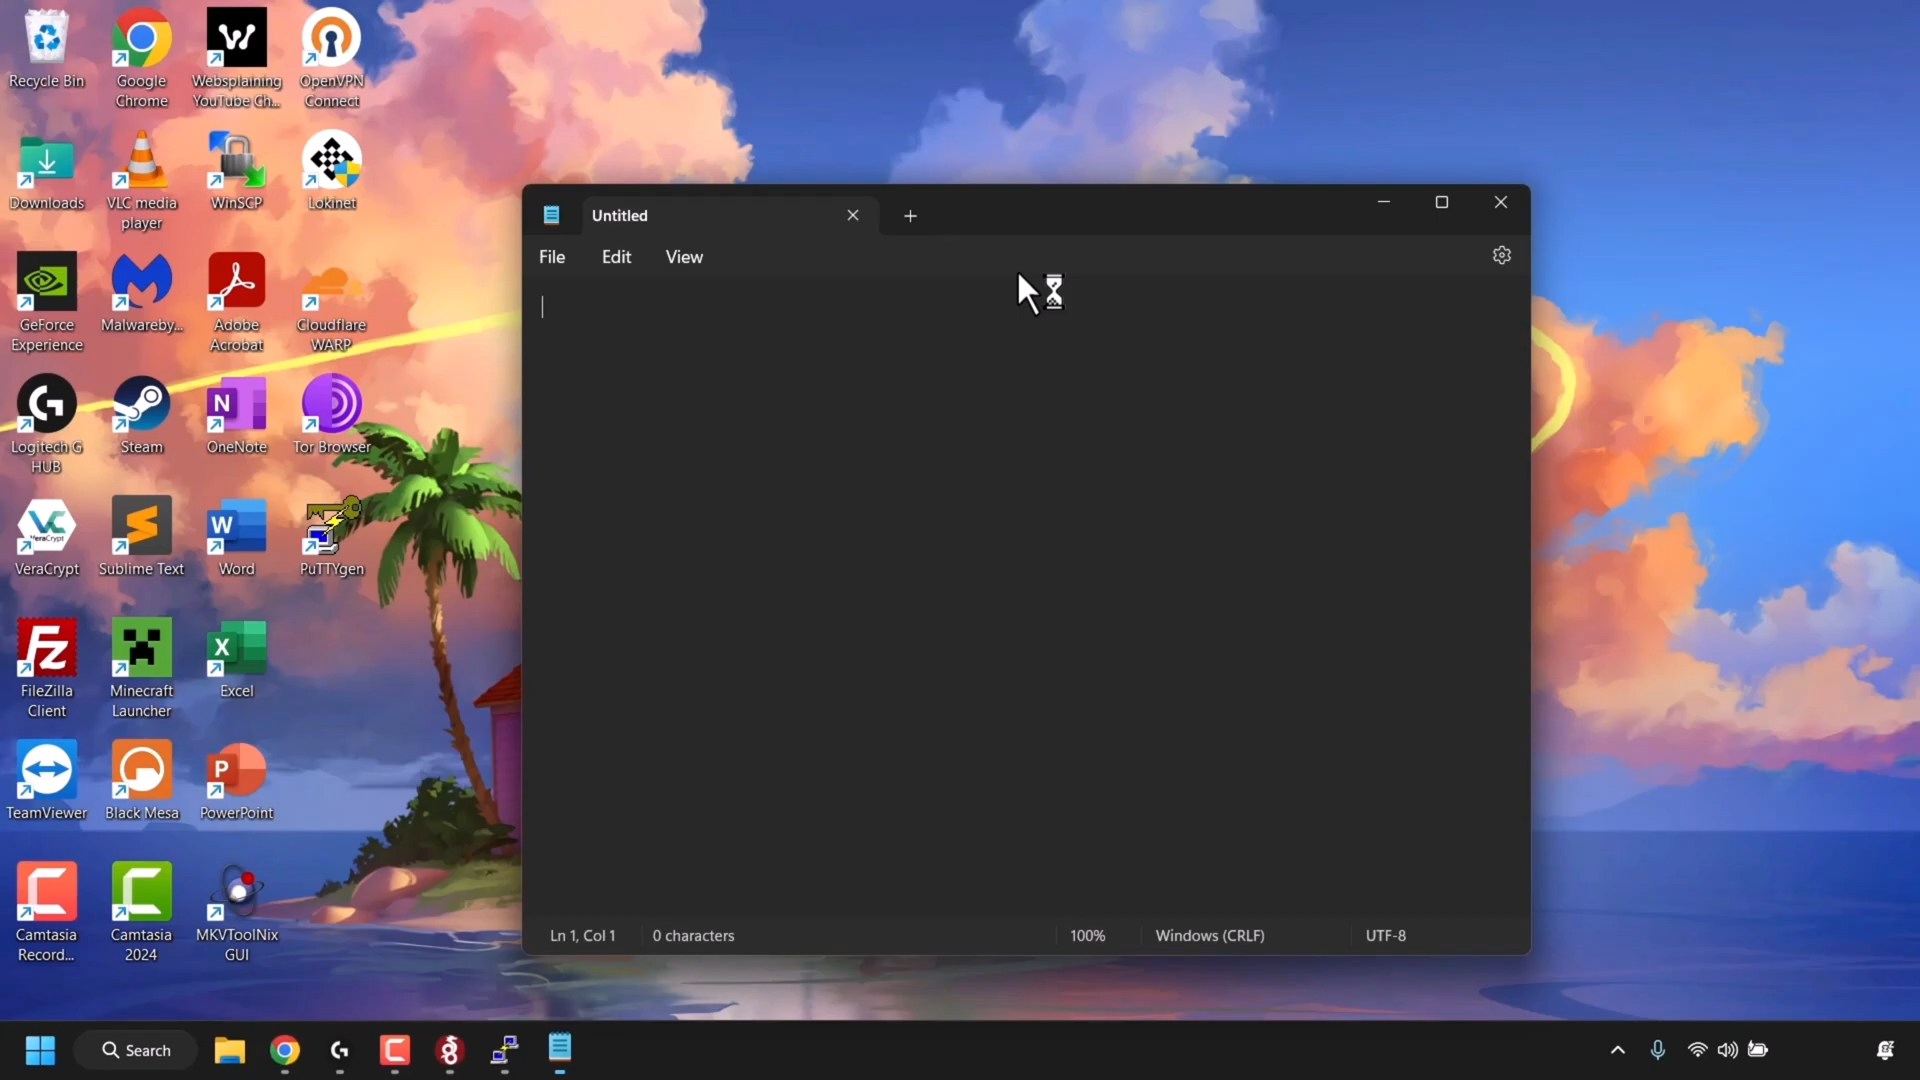 Recycle Bin
Google
Chrome
Websplaining
YouTube Ch...
OpenVPN
Connect
Downloads
VLC media
player
WinSCP
Lokinet
GeForce
Experience
Malwareby...
Adobe
Acrobat
Cloudflare
WARP
Logitech G
HUB
Steam
OneNote
Tor Browser
VeraCrypt
Sublime Text
Word
PuTTYgen
FileZilla
Client
Minecraft
Launcher
Excel
TeamViewer
Black Mesa
PowerPoint
Camtasia
Record...
Camtasia
2024
MKVToolNix
GUI
Untitled
File Edit View
Ln 1, Col 1 0 characters 100% Windows (CRLF) UTF-8
Search